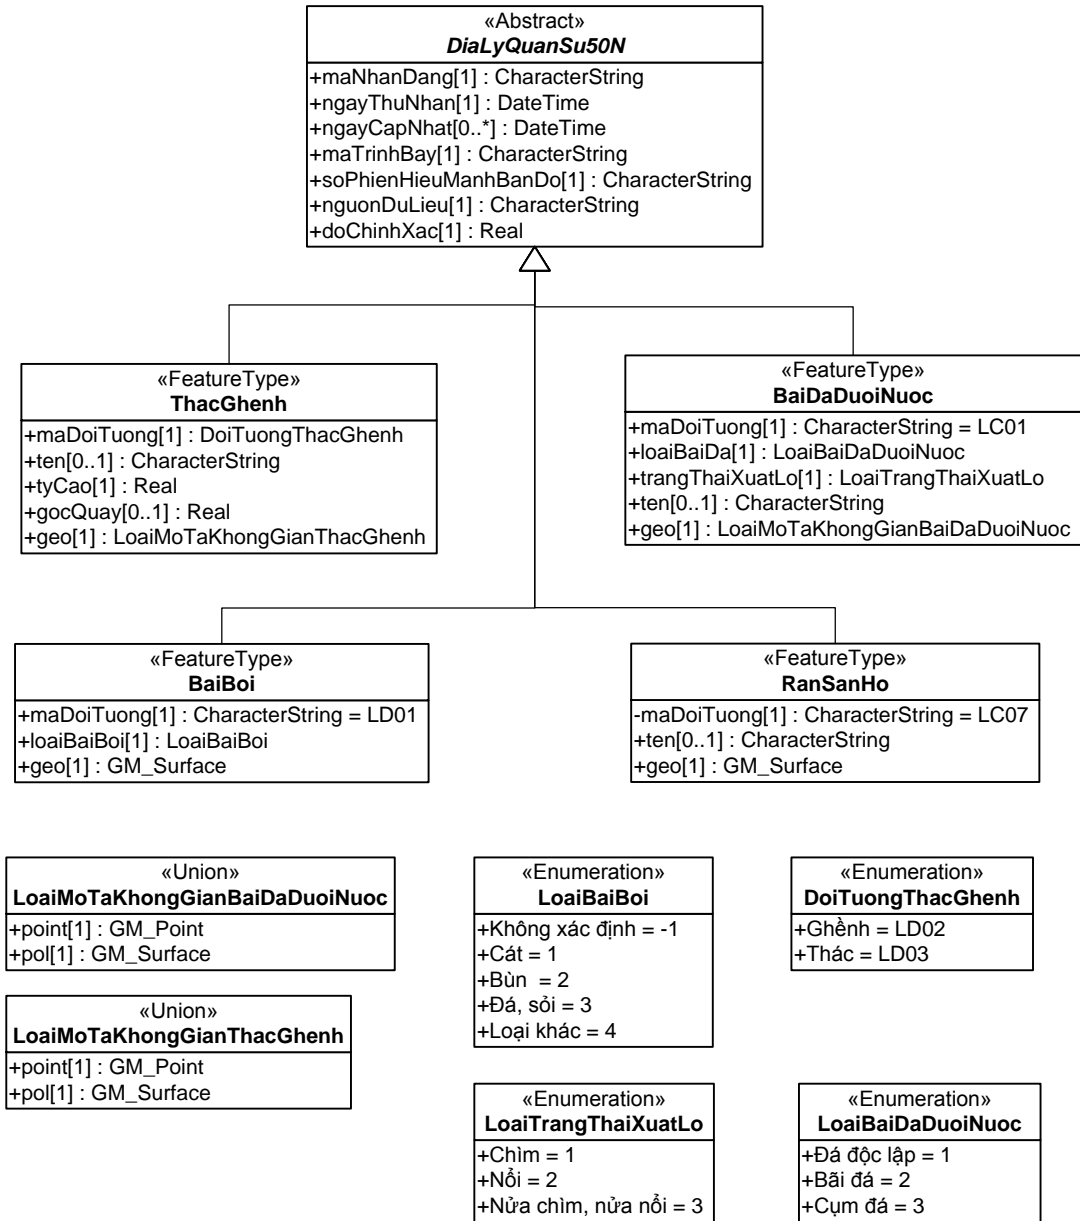 «Abstract»
DiaLyQuanSu50N
+maNhanDang[1] : CharacterString
+ngayThuNhan[1] : DateTime
+ngayCapNhat[0..*] : DateTime
+maTrinhBay[1] : CharacterString
+soPhienHieuManhBanDo[1] : CharacterString
+nguonDuLieu[1] : CharacterString
+doChinhXac[1] : Real
«FeatureType»
ThacGhenh
+maDoiTuong[1] : DoiTuongThacGhenh
+ten[0..1] : CharacterString
+tyCao[1] : Real
+gocQuay[0..1] : Real
+geo[1] : LoaiMoTaKhongGianThacGhenh
«FeatureType»
BaiDaDuoiNuoc
+maDoiTuong[1] : CharacterString = LC01
+loaiBaiDa[1] : LoaiBaiDaDuoiNuoc
+trangThaiXuatLo[1] : LoaiTrangThaiXuatLo
+ten[0..1] : CharacterString
+geo[1] : LoaiMoTaKhongGianBaiDaDuoiNuoc
«FeatureType»
BaiBoi
+maDoiTuong[1] : CharacterString = LD01
+loaiBaiBoi[1] : LoaiBaiBoi
+geo[1] : GM_Surface
«FeatureType»
RanSanHo
-maDoiTuong[1] : CharacterString = LC07
+ten[0..1] : CharacterString
+geo[1] : GM_Surface
«Union»
LoaiMoTaKhongGianBaiDaDuoiNuoc
+point[1] : GM_Point
+pol[1] : GM_Surface
«Enumeration»
LoaiBaiBoi
+Không xác định = -1
+Cát = 1
+Bùn = 2
+Đá, sỏi = 3
+Loại khác = 4
«Enumeration»
DoiTuongThacGhenh
+Ghềnh = LD02
+Thác = LD03
«Union»
LoaiMoTaKhongGianThacGhenh
+point[1] : GM_Point
+pol[1] : GM_Surface
«Enumeration»
LoaiTrangThaiXuatLo
+Chìm = 1
+Nổi = 2
+Nửa chìm, nửa nổi = 3
«Enumeration»
LoaiBaiDaDuoiNuoc
+Đá độc lập = 1
+Bãi đá = 2
+Cụm đá = 3